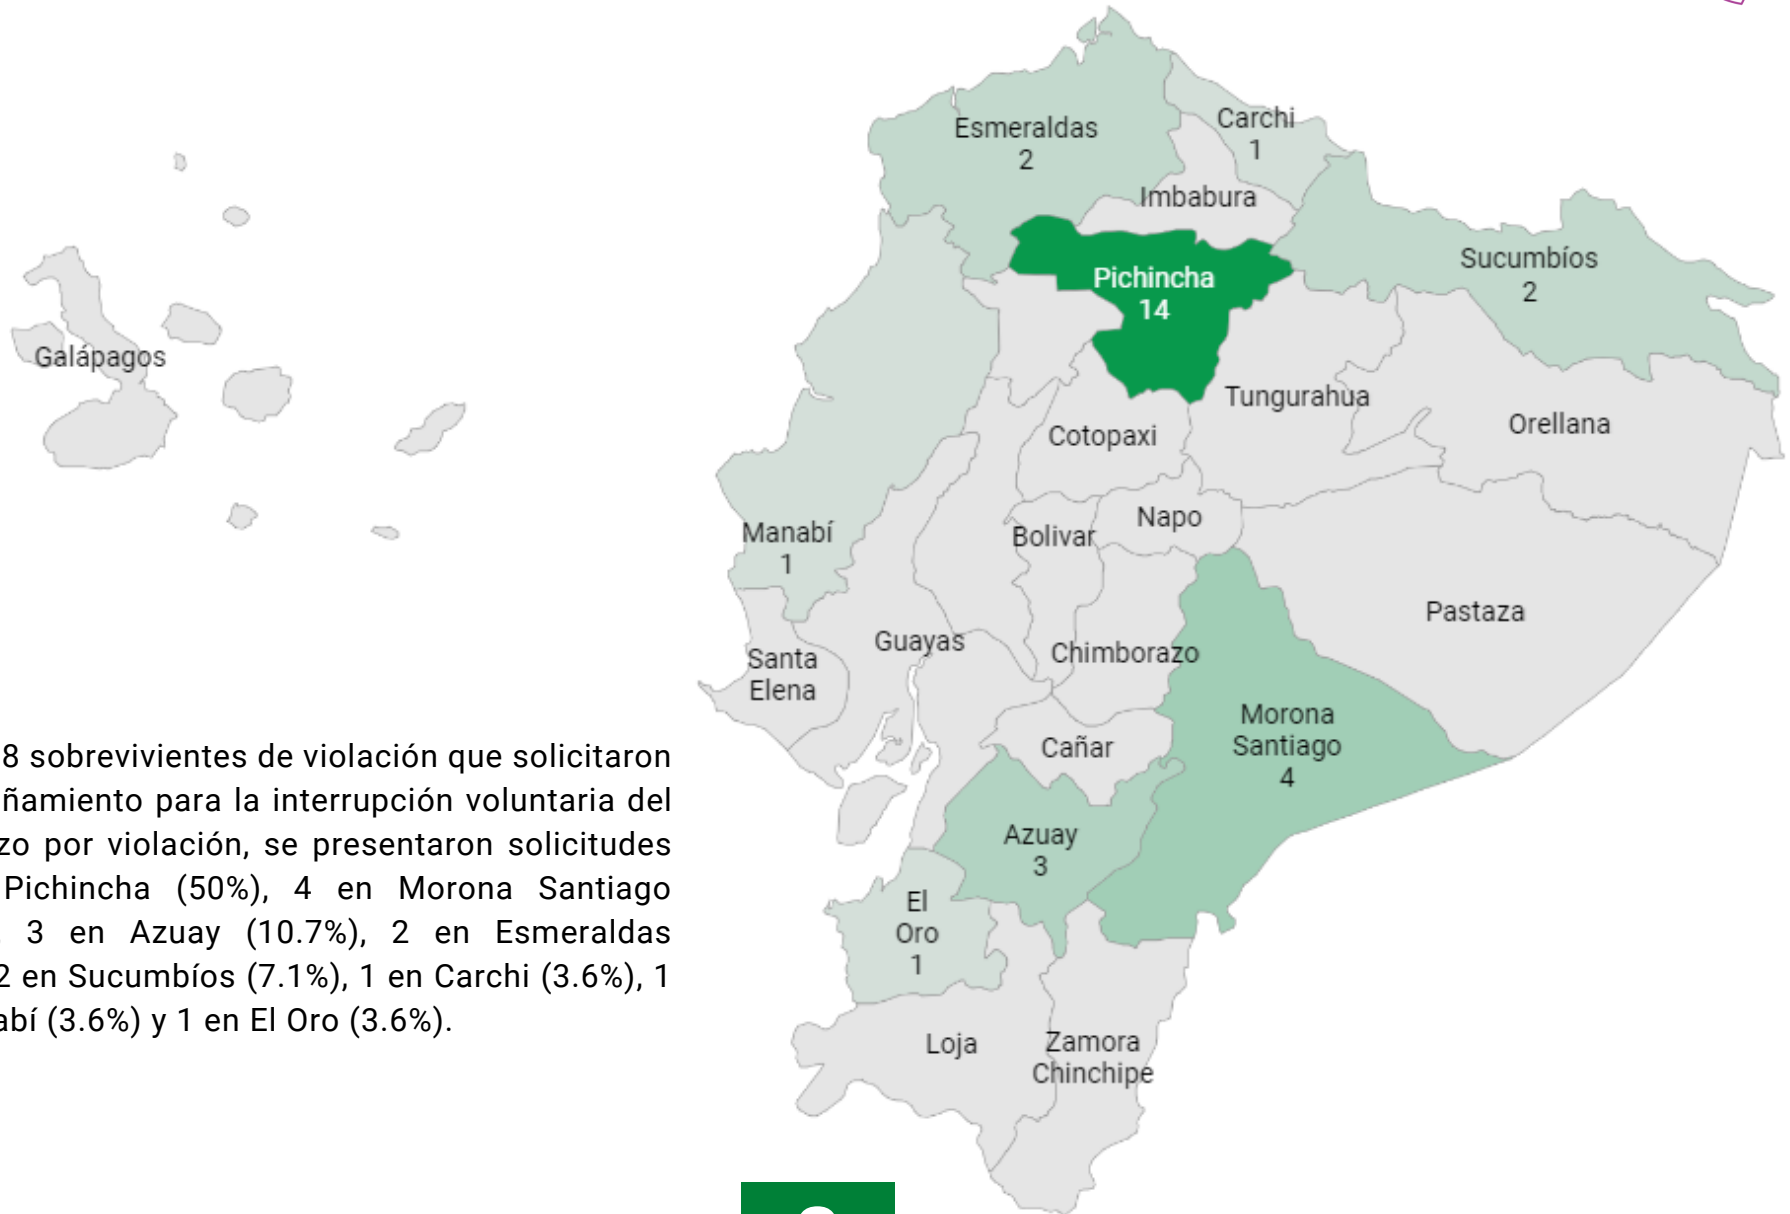 Esmeraldas
2
Carchi
1
Imbabura
Pichincha
14
Sucumbíos
2
Galápagos
Tungurahua
Orellana
Cotopaxi
Manabí
1
Bolivar
Napo
Pastaza
Guayas
Chimborazo
Santa
Elena
Morona
Santiago
4
Cañar
Azuay
3
El
Oro
1
Loja
Zamora
Chinchipe
8 sobrevivientes de violación que solicitaron
ñamiento para la interrupción voluntaria del
zo por violación, se presentaron solicitudes
Pichincha (50%), 4 en Morona Santiago
3 en Azuay (10.7%), 2 en Esmeraldas
2 en Sucumbíos (7.1%), 1 en Carchi (3.6%), 1
abí (3.6%) y 1 en El Oro (3.6%).